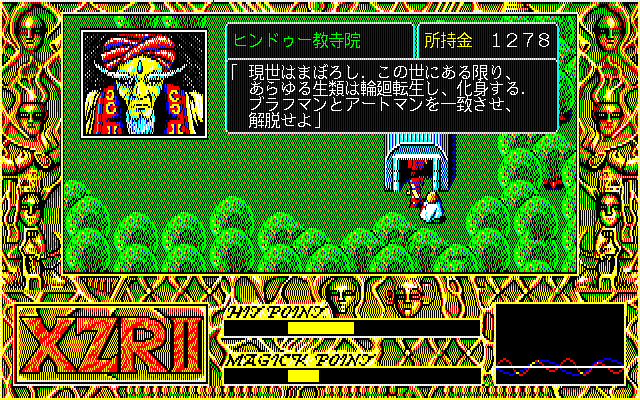 ヒンドゥー教寺院
所持金 1278
「 現世はまぼろし．この世にある限り、
あらゆる生類は輪廻転生し、化身する．
ブラフマンとアートマンを一致させ、
解脱せよ」
HIT POINT
XZRII
MAGICK POINT